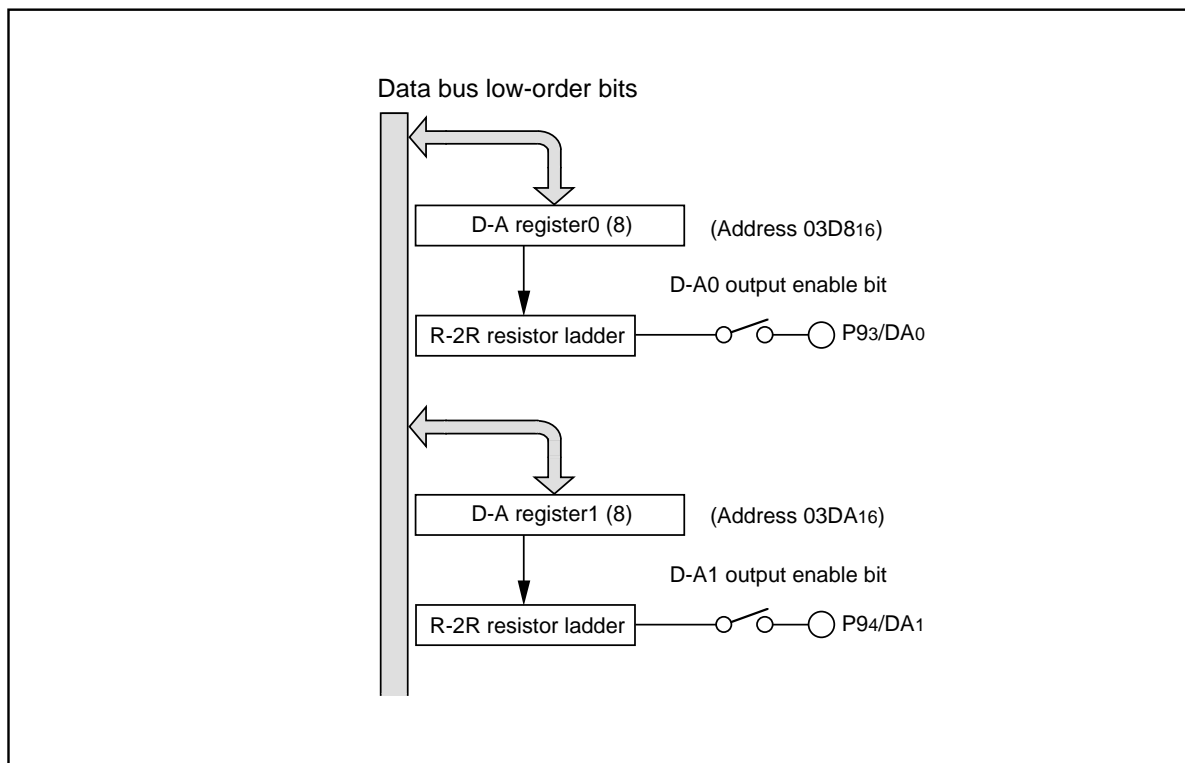 Data bus low-order bits
D-A register0 (8)
(Address 03D816)
D-A0 output enable bit
R-2R resistor ladder
P93/DA0
D-A register1 (8)
(Address 03DA16)
D-A1 output enable bit
R-2R resistor ladder
P94/DA1